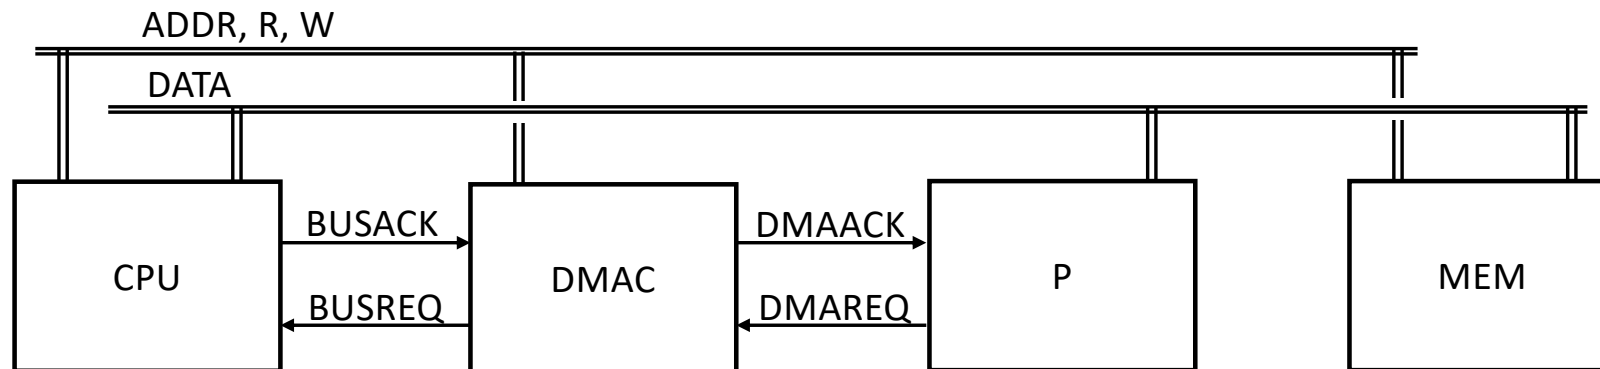 ADDR, R, W
DATA
BUSACK
DMAACK
CPU
DMAC
P
MEM
BUSREQ
DMAREQ